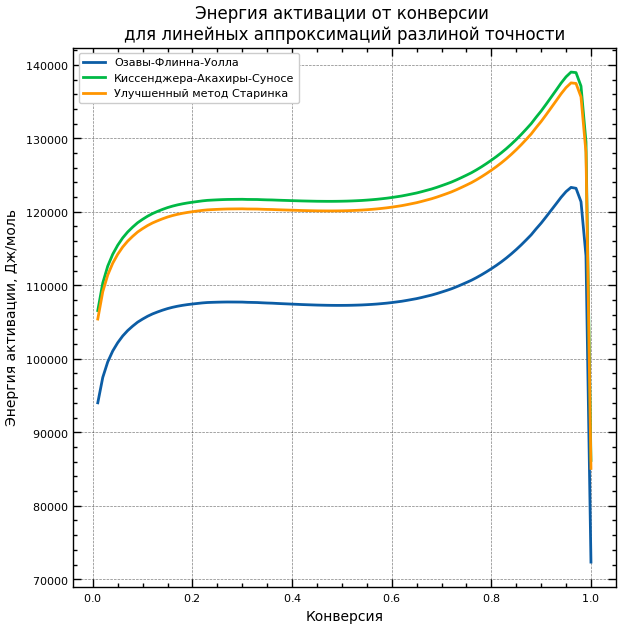 Энергия активации от конверсии
для линейных аппроксимаций разлиной точности
Озавы-Флинна-Уолла
Киссенджера-Акахиры-Суносе
Улучшенный метод Старинка
Энергия активации, Дж/моль
140000
130000
120000
110000
100000
90000
80000
70000
0.0 0.2 0.4 0.6 0.8 1.0
Конверсия